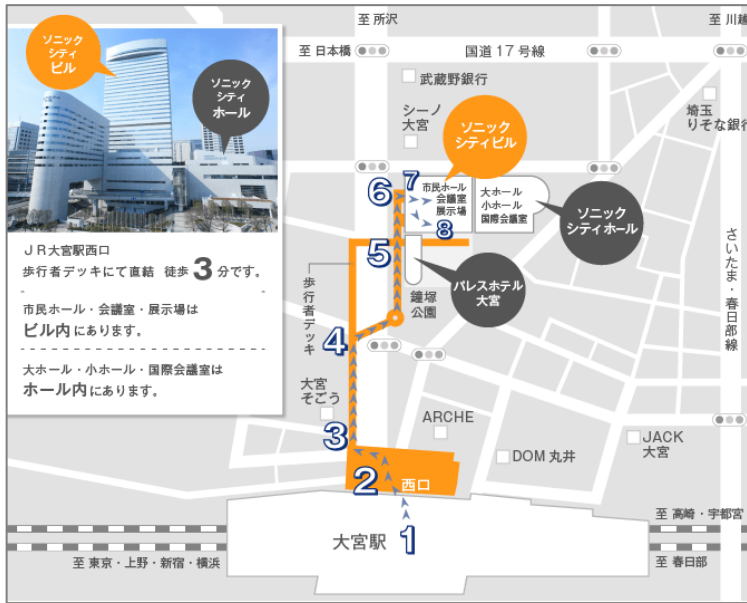 ソニック
シティ
ビル
ソニック
シティ
ホール
JR大宮駅西口
歩行者デッキにて直結 徒歩3分です。
市民ホール・会議室・展示場は
ビル内にあります。
大ホール・小ホール・国際会議室は
ホール内にあります。
至 所沢
至 川越
至 日本橋
国道17号線
武蔵野銀行
シーノ
大宮
埼玉
りそな銀行
ソニック
シティビル
7
6
市民ホール
会議室
展示場
8
大ホール
小ホール
国際会議室
ソニック
シティホール
5
パレスホテル
大宮
鐘塚
公園
歩行者デッキ
さいたま・春日部線
4
大宮
そごう
3
ARCHE
DOM 丸井
JACK
大宮
2
西口
1
大宮駅
至 高崎・宇都宮
至 東京・上野・新宿・横浜
至 春日部